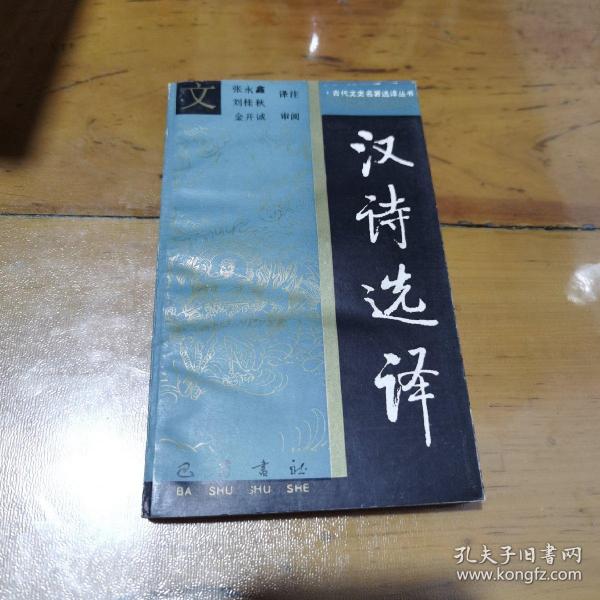 文
张永鑫
刘桂秋
译注
金开诚
审阅
·古代文史名著选译丛书
汉诗选译
巴蜀书社
BA SHU SHU SHE
孔夫子旧书网
www.kongfz.com